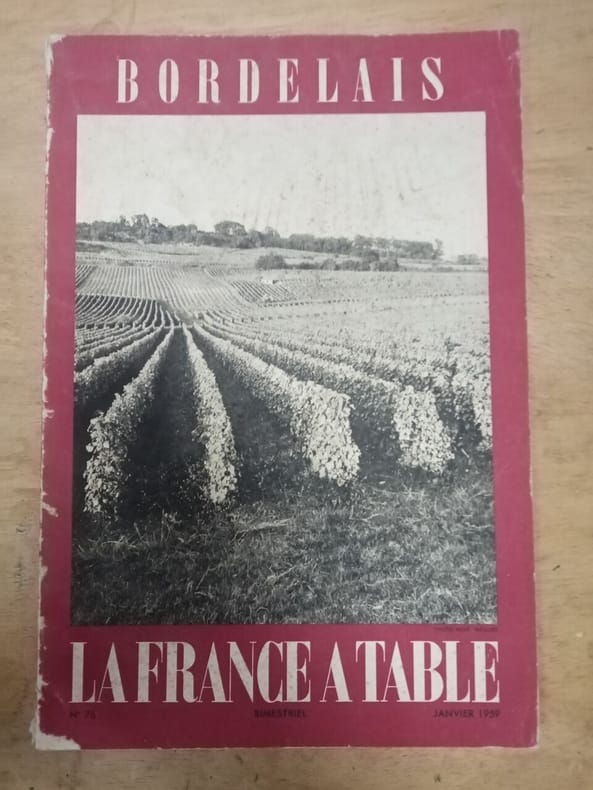 BORDELAIS
LA FRANCE A TABLE
N° 76 BIMESTRIEL JANVIER 1959